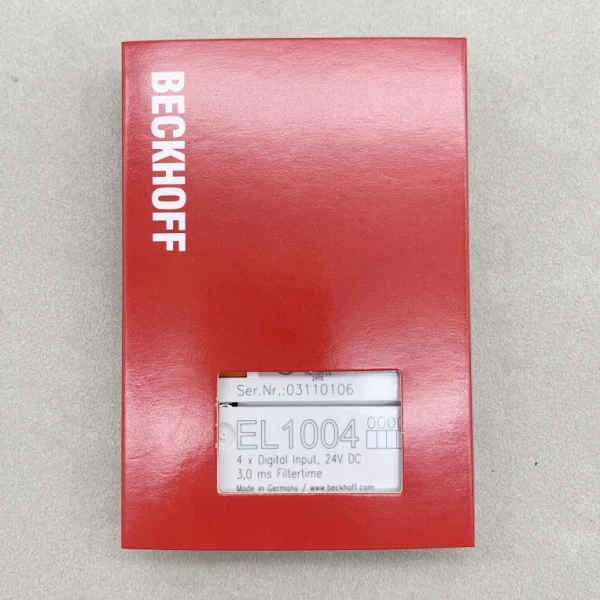 BECKHOFF
Ser.Nr.:03110106
EL1004
0000
4 x Digital Input, 24V DC
3,0 ms Filtertime
Made in Germany / www.beckhoff.com